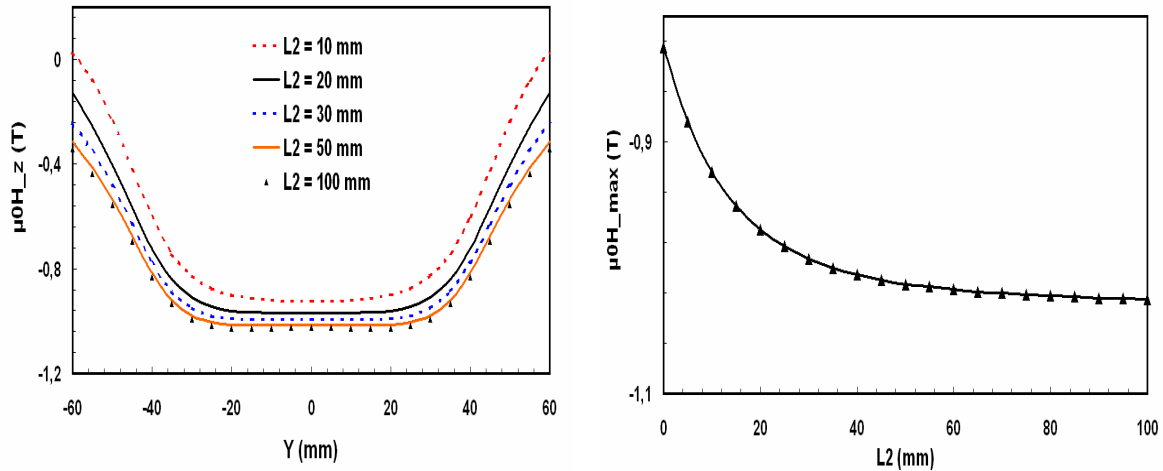 0
-0,4
-0,8
-1,2
μ0H_z (T)
L2 = 10 mm
L2 = 20 mm
L2 = 30 mm
L2 = 50 mm
L2 = 100 mm
-60
-40
-20
0
20
40
60
Y (mm)
-0,9
-1,1
μ0H_max (T)
0
20
40
60
80
100
L2 (mm)